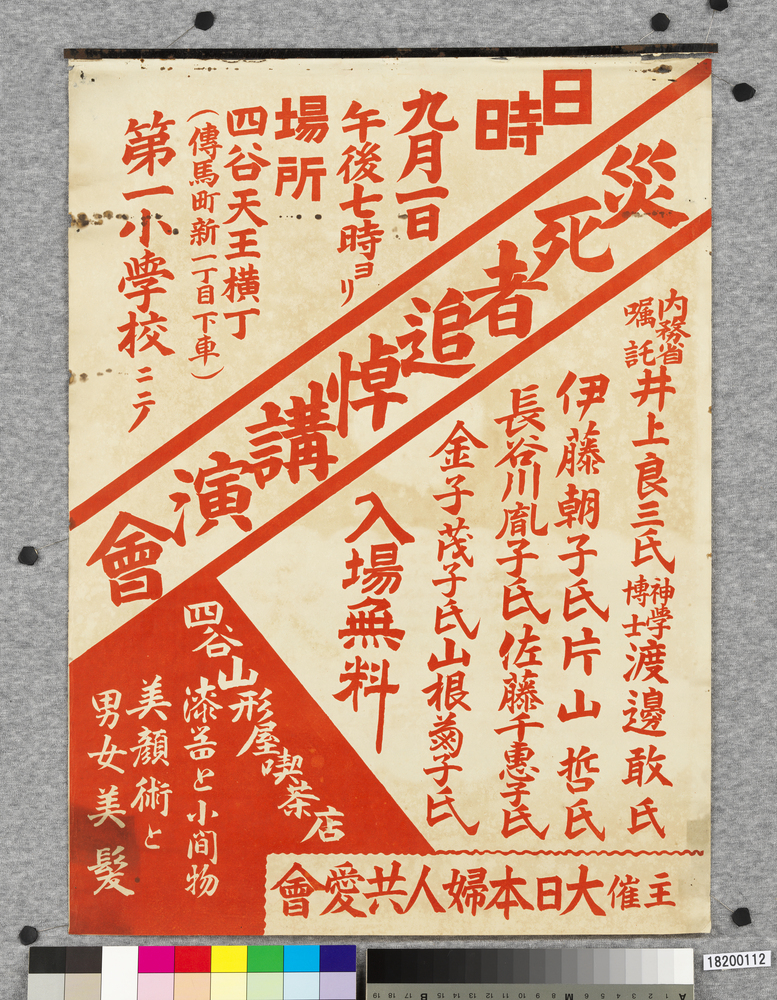 日時
九月一日
午後七時ヨリ
場所
四谷天王横丁
(傳馬町新一丁目下車)
第一小學校ニテ
災死者追悼講演會
内務省
嘱託
井上良三氏
神學
博士
渡邊敢氏
伊藤朝子氏片山哲氏
長谷川胤子氏佐藤千惠子氏
金子茂子氏山根菊子氏
入場無料
四谷山形屋喫茶店
漆器と小間物
美顔術と
男女美髪
主催大日本婦人共愛會
18200112